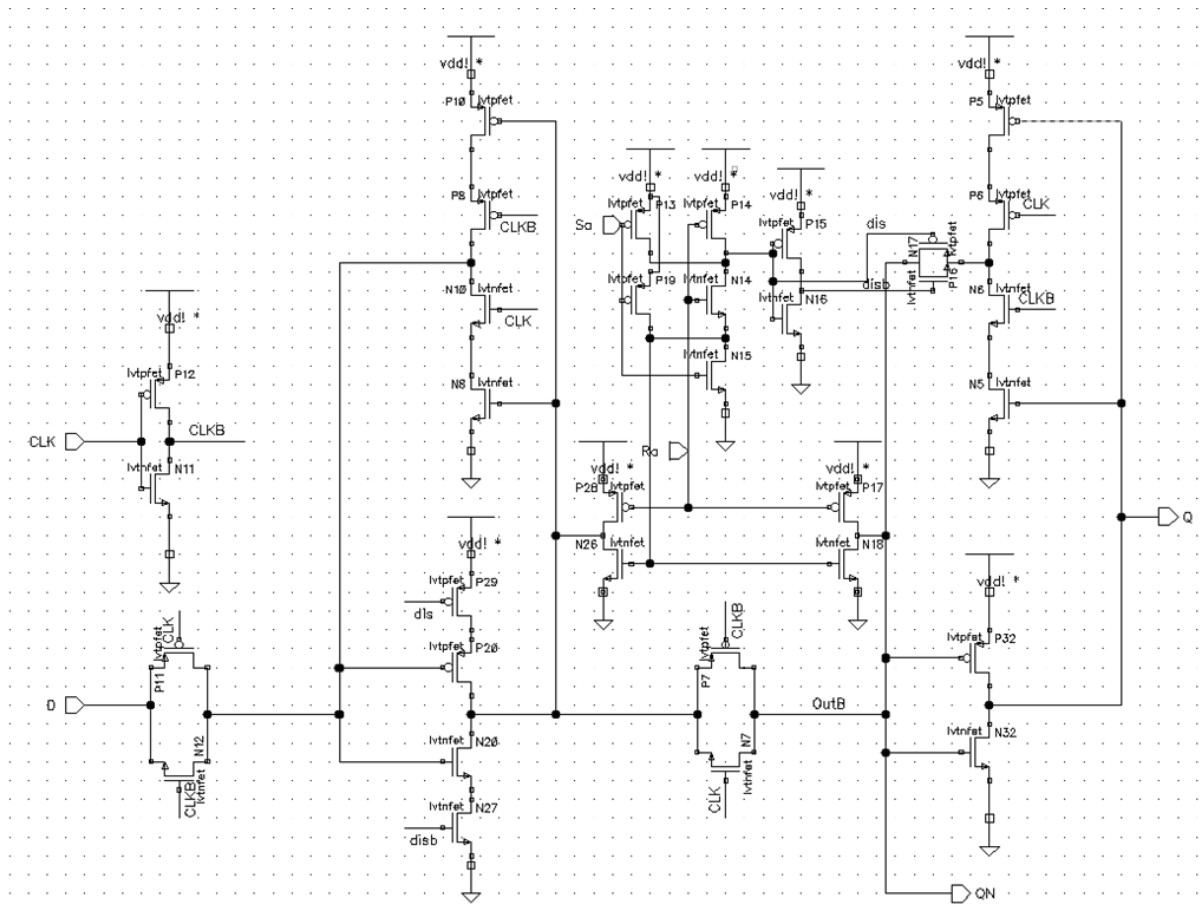 vdd! *
vdd! *
P10 lvtpfet
P5 lvtpfet
vdd! *
vdd! *
vdd! *
P8 lvtpfet
CLKB
Sa
lvtpfet P13
lvtpfet P14
lvtpfet P15
dis
P6 lvtpfet
CLK
N17
lvtpfet
lvtnfet
P16
disb
lvtpfet P19
lvtnfet N14
lvtnfet N16
N10 lvtnfet
CLK
N6 lvtnfet
CLKB
vdd! *
lvtnfet N15
lvtpfet P12
N8 lvtnfet
N5 lvtnfet
CLK
CLKB
Ra
lvtnfet N11
vdd! *
vdd! *
P28 lvtpfet
lvtpfet P17
Q
vdd! *
N26 lvtnfet
lvtnfet N18
vdd! *
lvtpfet P29
dis
CLK
CLKB
lvtpfet
P11
lvtpfet P20
lvtpfet
P7
lvtpfet P32
D
OutB
N12
lvtnfet
CLKB
lvtnfet N20
N7
lvtnfet
CLK
lvtnfet N32
lvtnfet N27
disb
QN